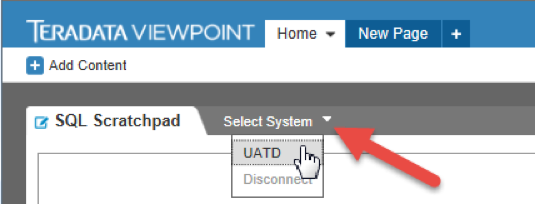 TERADATA VIEWPOINT Home New Page +
+ Add Content
SQL Scratchpad Select System
UATD
Disconnect